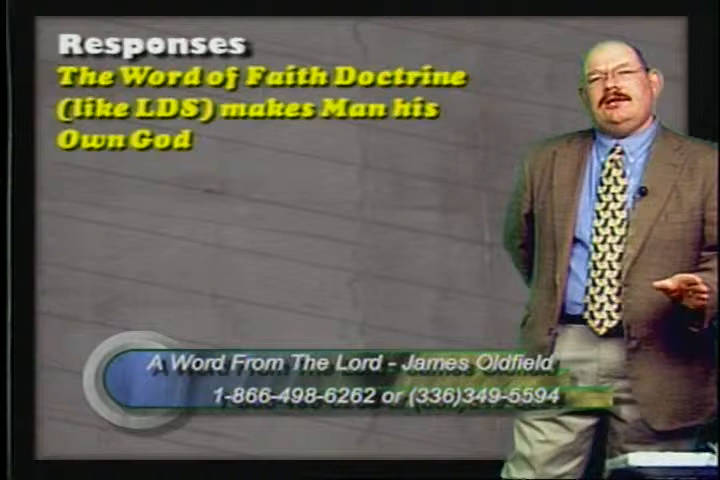 Responses
The Word of Faith Doctrine
(like LDS) makes Man his
Own God
A Word From The Lord - James Oldfield
1-866-498-6262 or (336)349-5594